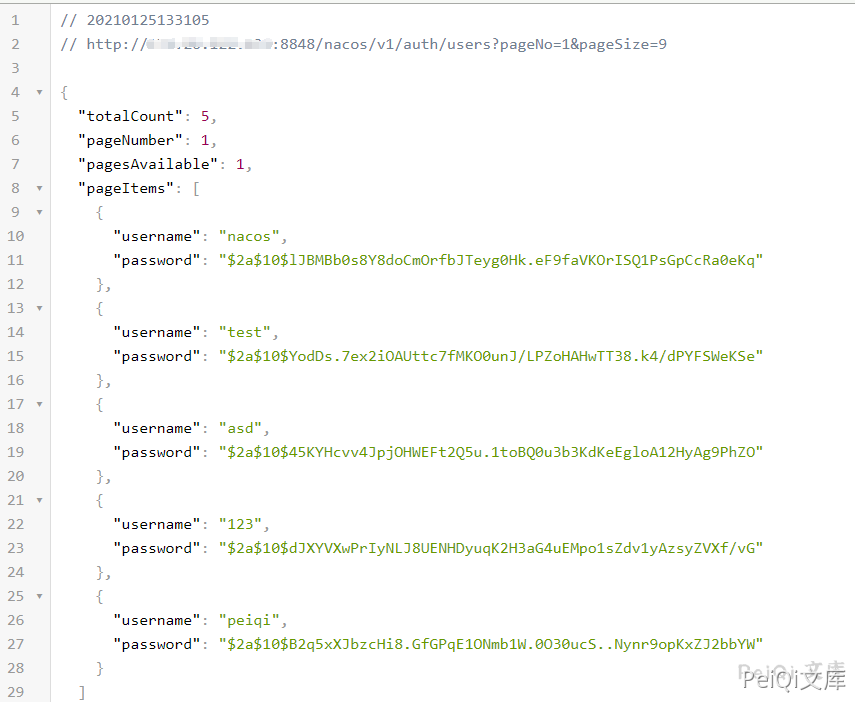 1 // 20210125133105
2 // http:// :8848/nacos/v1/auth/users?pageNo=1&pageSize=9
3
4 {
5 "totalCount": 5,
6 "pageNumber": 1,
7 "pagesAvailable": 1,
8 "pageItems": [
9 {
10 "username": "nacos",
11 "password": "$2a$10$lJBMBb0s8Y8doCmOrfbJTeyg0Hk.eF9faVKOrISQ1PsGpCcRa0eKq"
12 },
13 {
14 "username": "test",
15 "password": "$2a$10$YodDs.7ex2iOAUttc7fMKO0unJ/LPZoHAHwTT38.k4/dPYFSWeKSe"
16 },
17 {
18 "username": "asd",
19 "password": "$2a$10$45KYHcvv4JpjOHWEFt2Q5u.1toBQ0u3b3KdKeEgloA12HyAg9PhZO"
20 },
21 {
22 "username": "123",
23 "password": "$2a$10$dJXYVXwPrIyNLJ8UENHDyuqK2H3aG4uEMpo1sZdv1yAzsyZVXf/vG"
24 },
25 {
26 "username": "peiqi",
27 "password": "$2a$10$B2q5xXJbzcHi8.GfGPqE1ONmb1W.0O30ucS..Nynr9opKxZJ2bbYW"
28 }
29 ]
PeiQi 文库
PeiQi文库